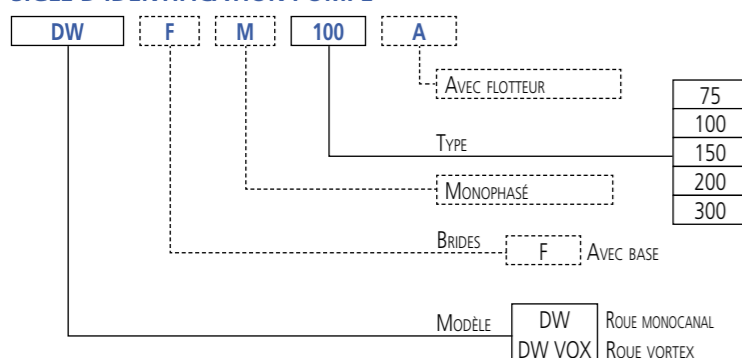 SIGLE D'IDENTIFICATION POMPE
DW F M 100 A
AVEC FLOTTEUR
75
100
TYPE
150
MONOPHASÉ
200
300
BRIDES F AVEC BASE
MODÈLE DW ROUE MONOCANAL
DW VOX ROUE VORTEX